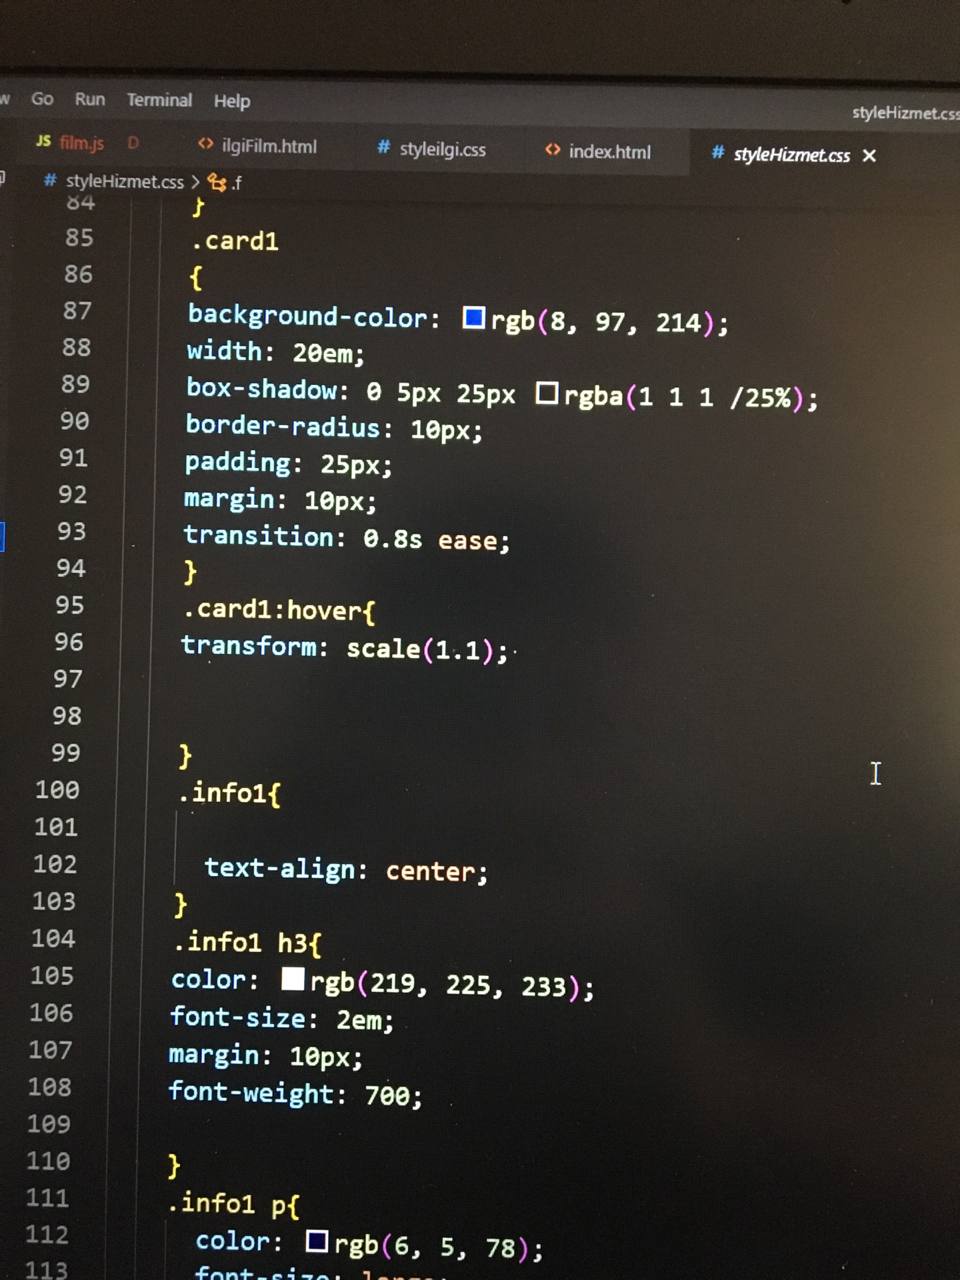 Go Run Terminal Help
styleHizmet.css
JS film.js D <> ilgiFilm.html # styleilgi.css <> index.html # styleHizmet.css ✕
# styleHizmet.css > .f
84 }
85 .card1
86 {
87 background-color: rgb(8, 97, 214);
88 width: 20em;
89 box-shadow: 0 5px 25px rgba(1 1 1 /25%);
90 border-radius: 10px;
91 padding: 25px;
92 margin: 10px;
93 transition: 0.8s ease;
94 }
95 .card1:hover{
96 transform: scale(1.1);
97
98
99 }
100 .info1{
101
102 text-align: center;
103 }
104 .info1 h3{
105 color: rgb(219, 225, 233);
106 font-size: 2em;
107 margin: 10px;
108 font-weight: 700;
109
110 }
111 .info1 p{
112 color: rgb(6, 5, 78);
113 font-size: large;